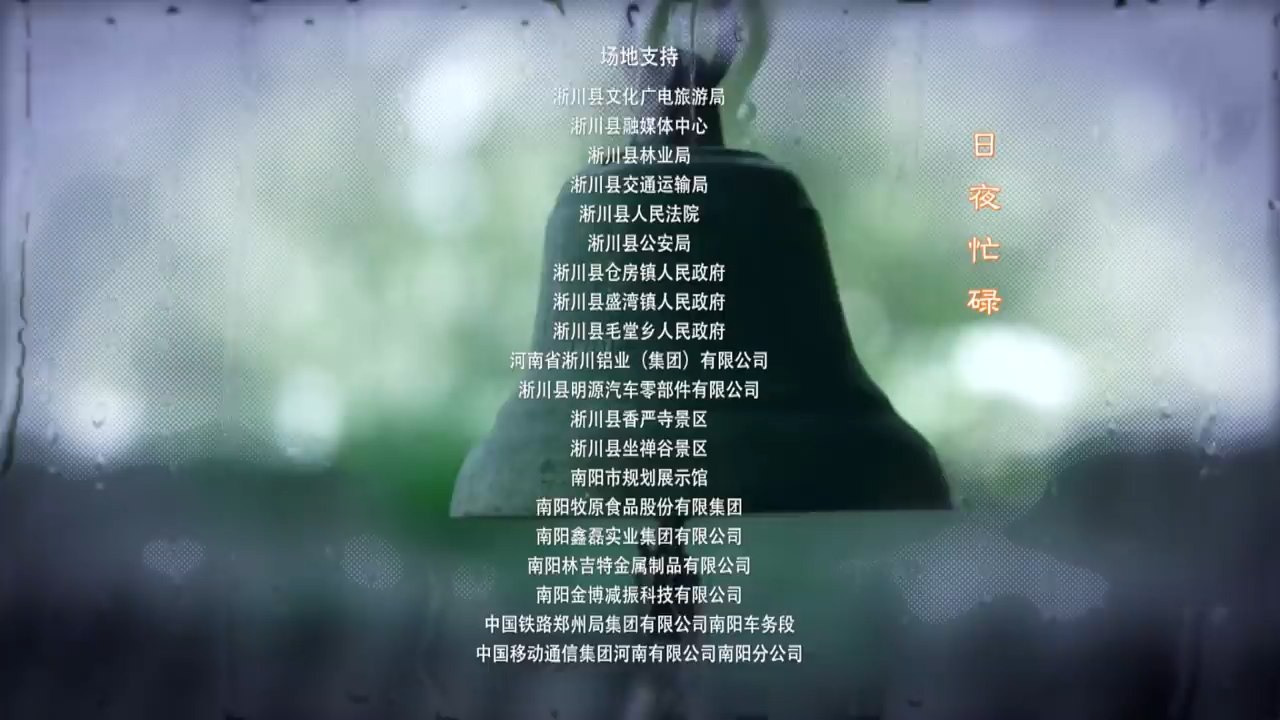 场地支持
淅川县文化广电旅游局
淅川县融媒体中心
淅川县林业局
淅川县交通运输局
淅川县人民法院
淅川县公安局
淅川县仓房镇人民政府
淅川县盛湾镇人民政府
淅川县毛堂乡人民政府
河南省淅川铝业（集团）有限公司
淅川县明源汽车零部件有限公司
淅川县香严寺景区
淅川县坐禅谷景区
南阳市规划展示馆
南阳牧原食品股份有限集团
南阳鑫磊实业集团有限公司
南阳林吉特金属制品有限公司
南阳金博减振科技有限公司
中国铁路郑州局集团有限公司南阳车务段
中国移动通信集团河南有限公司南阳分公司
日夜忙碌